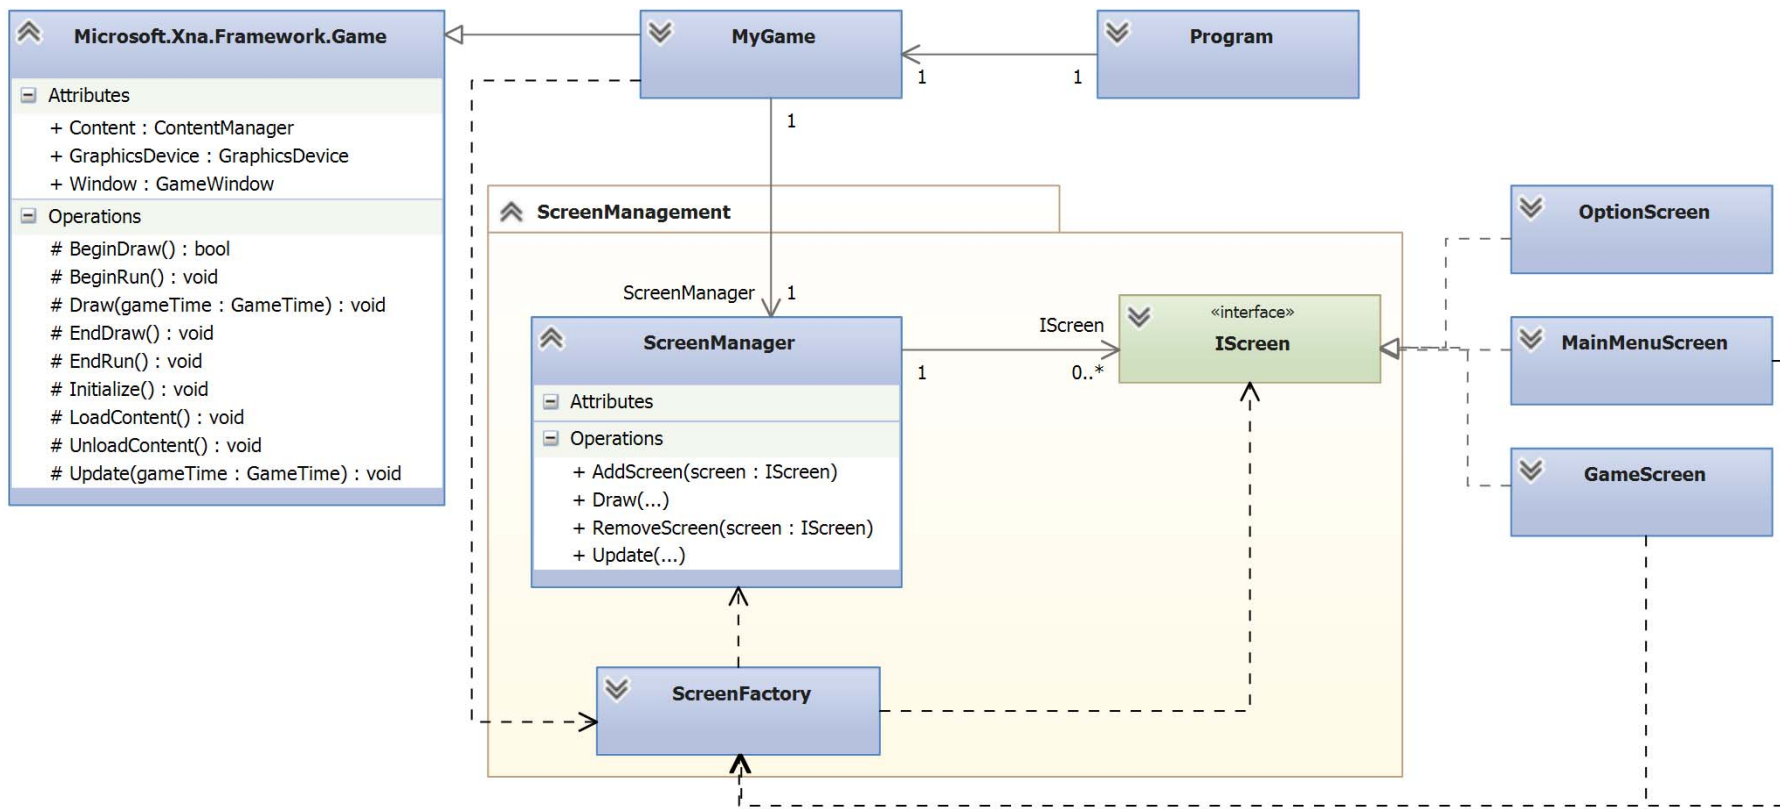 Microsoft.Xna.Framework.Game
Attributes
+ Content : ContentManager
+ GraphicsDevice : GraphicsDevice
+ Window : GameWindow
Operations
# BeginDraw() : bool
# BeginRun() : void
# Draw(gameTime : GameTime) : void
# EndDraw() : void
# EndRun() : void
# Initialize() : void
# LoadContent() : void
# UnloadContent() : void
# Update(gameTime : GameTime) : void
MyGame
1
1
Program
1
ScreenManagement
ScreenManager
1
ScreenManager
Attributes
Operations
+ AddScreen(screen : IScreen)
+ Draw(...)
+ RemoveScreen(screen : IScreen)
+ Update(...)
IScreen
1
0..*
«interface»
IScreen
ScreenFactory
OptionScreen
MainMenuScreen
GameScreen